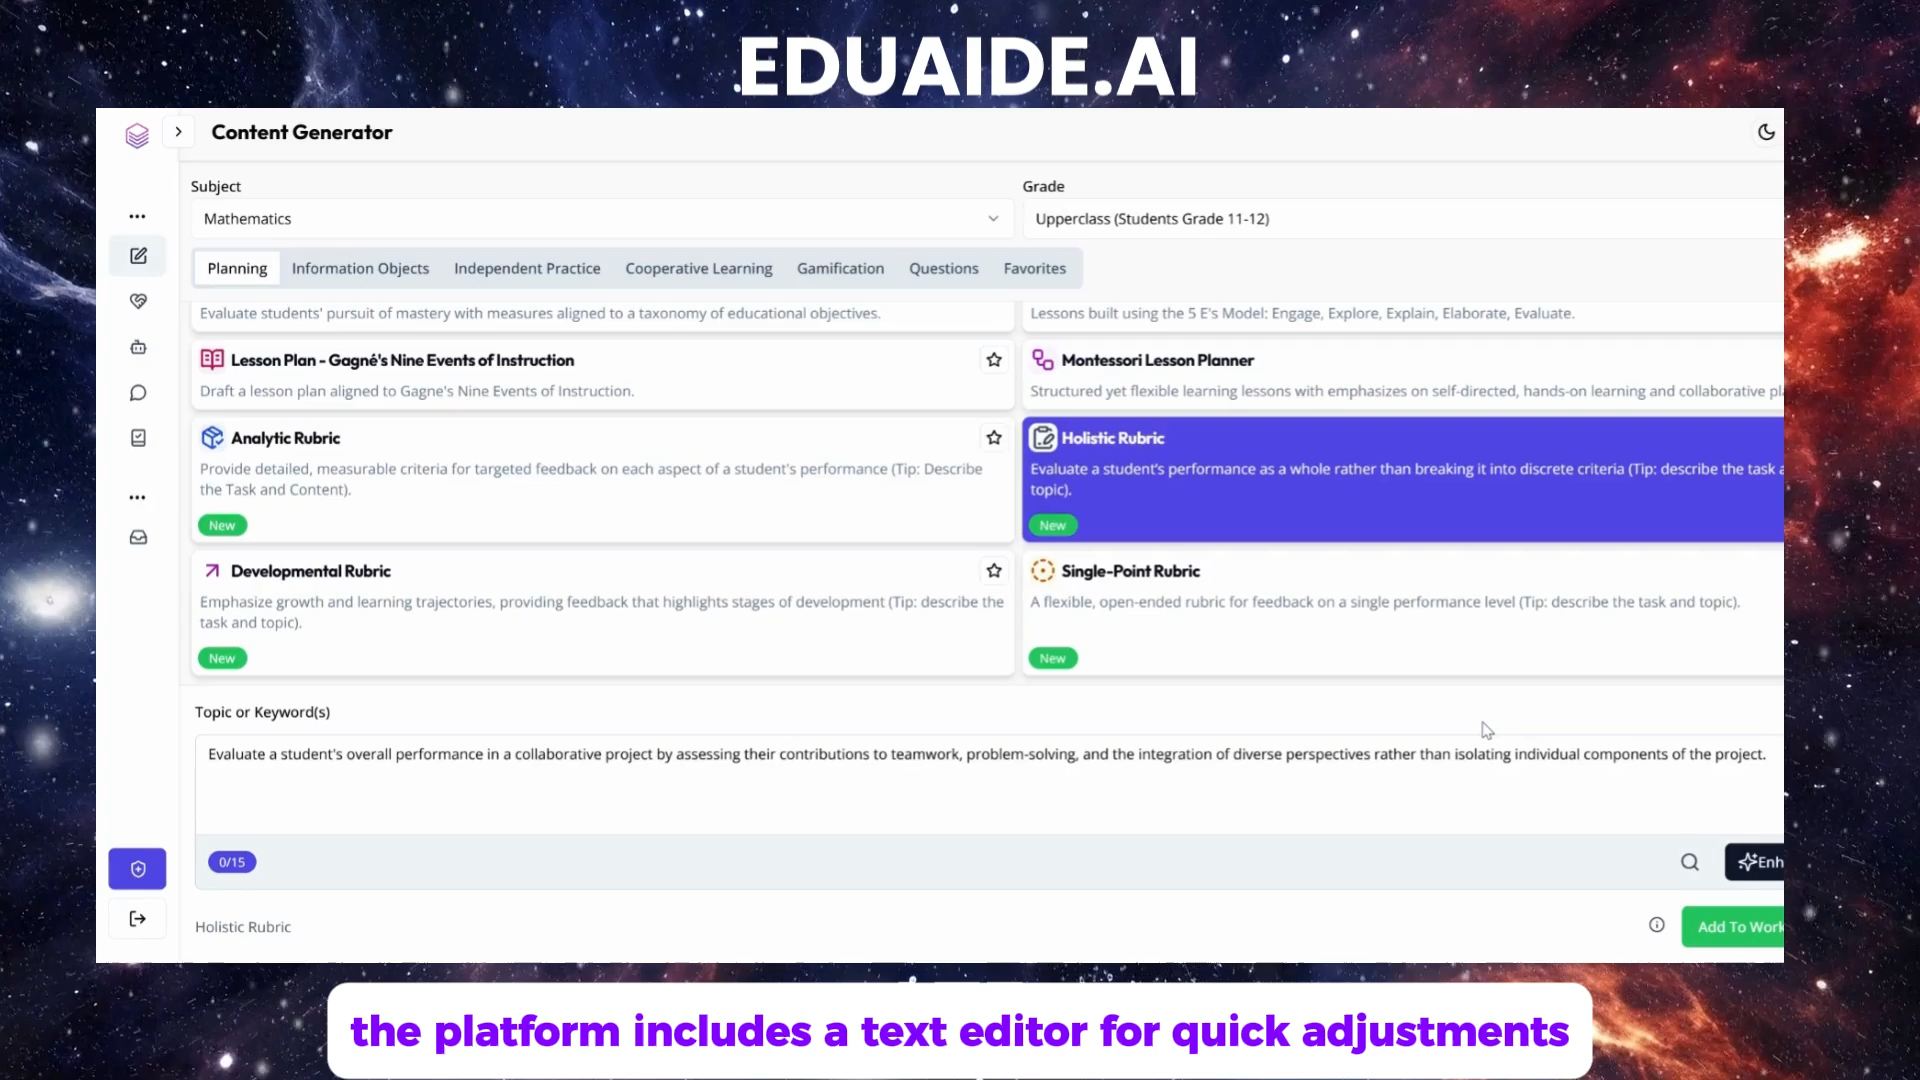 EDUAIDE.AI
Content Generator
Subject
Grade
Mathematics
Upperclass (Students Grade 11-12)
Planning
Information Objects
Independent Practice
Cooperative Learning
Gamification
Questions
Favorites
Evaluate students' pursuit of mastery with measures aligned to a taxonomy of educational objectives.
Lessons built using the 5 E's Model: Engage, Explore, Explain, Elaborate, Evaluate.
Lesson Plan - Gagné's Nine Events of Instruction
Draft a lesson plan aligned to Gagne's Nine Events of Instruction.
Montessori Lesson Planner
Structured yet flexible learning lessons with emphasizes on self-directed, hands-on learning and collaborative pl
Analytic Rubric
Provide detailed, measurable criteria for targeted feedback on each aspect of a student's performance (Tip: Describe
the Task and Content).
New
Holistic Rubric
Evaluate a student's performance as a whole rather than breaking it into discrete criteria (Tip: describe the task a
topic).
New
Developmental Rubric
Emphasize growth and learning trajectories, providing feedback that highlights stages of development (Tip: describe the
task and topic).
New
Single-Point Rubric
A flexible, open-ended rubric for feedback on a single performance level (Tip: describe the task and topic).
New
Topic or Keyword(s)
Evaluate a student's overall performance in a collaborative project by assessing their contributions to teamwork, problem-solving, and the integration of diverse perspectives rather than isolating individual components of the project.
0/15
Enh
Holistic Rubric
Add To Work
the platform includes a text editor for quick adjustments